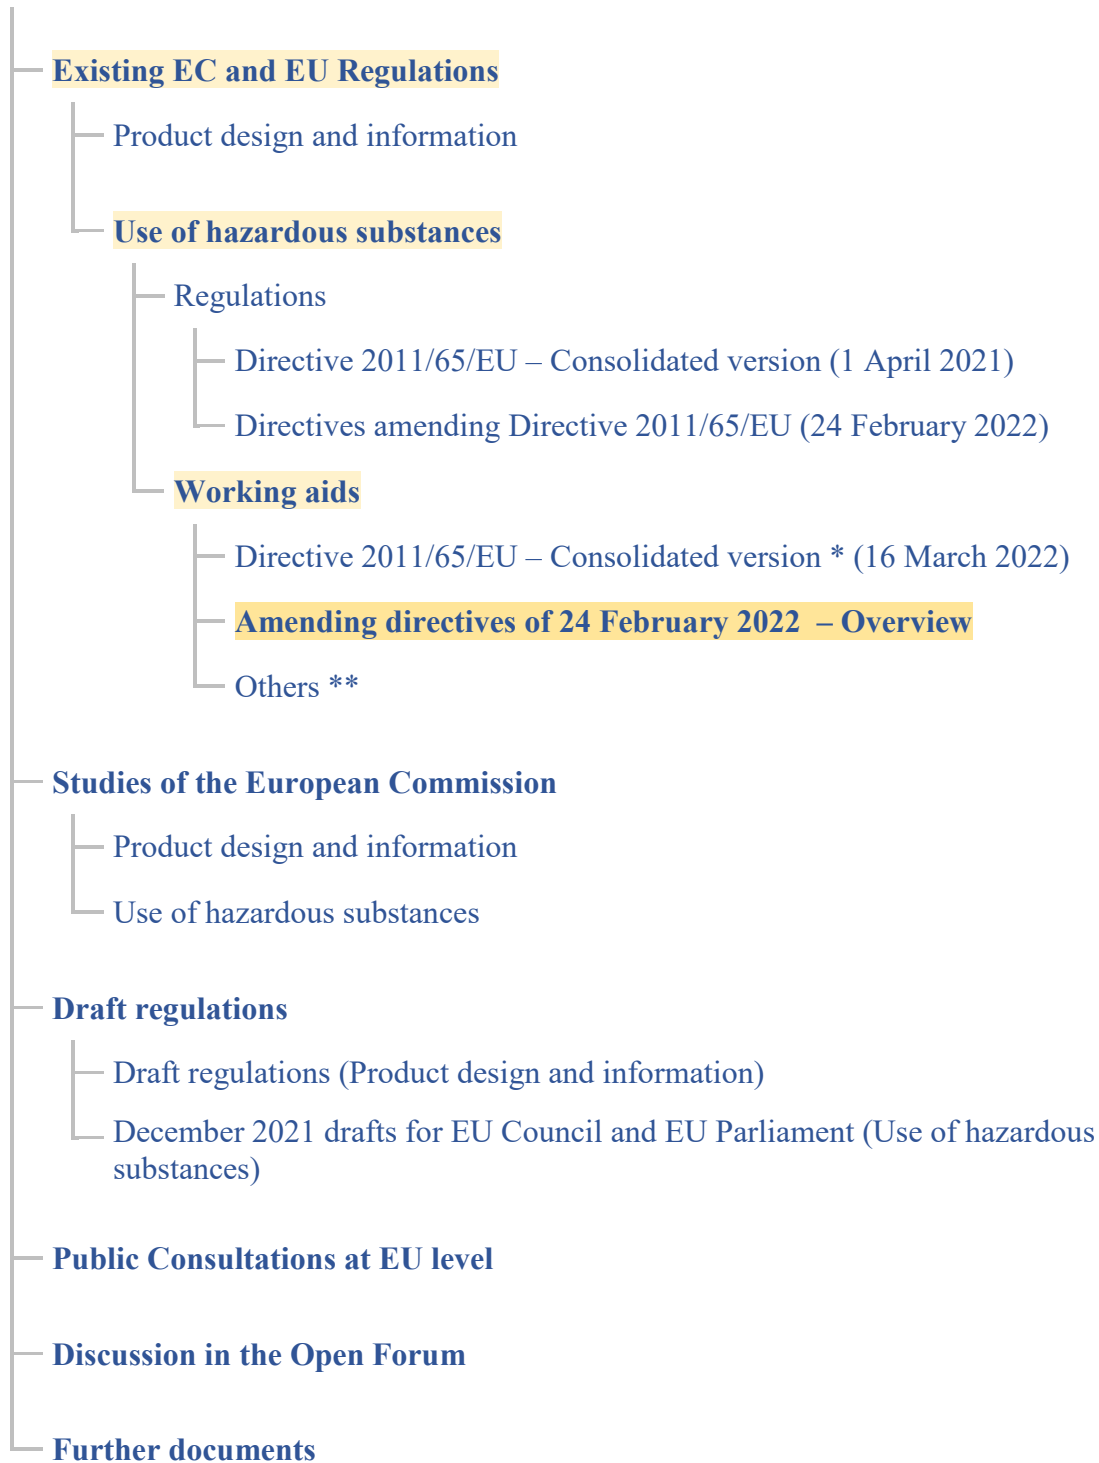 Existing EC and EU Regulations
Product design and information
Use of hazardous substances
Regulations
Directive 2011/65/EU – Consolidated version (1 April 2021)
Directives amending Directive 2011/65/EU (24 February 2022)
Working aids
Directive 2011/65/EU – Consolidated version * (16 March 2022)
Amending directives of 24 February 2022  – Overview
Others **
Studies of the European Commission
Product design and information
Use of hazardous substances
Draft regulations
Draft regulations (Product design and information)
December 2021 drafts for EU Council and EU Parliament (Use of hazardous
substances)
Public Consultations at EU level
Discussion in the Open Forum
Further documents